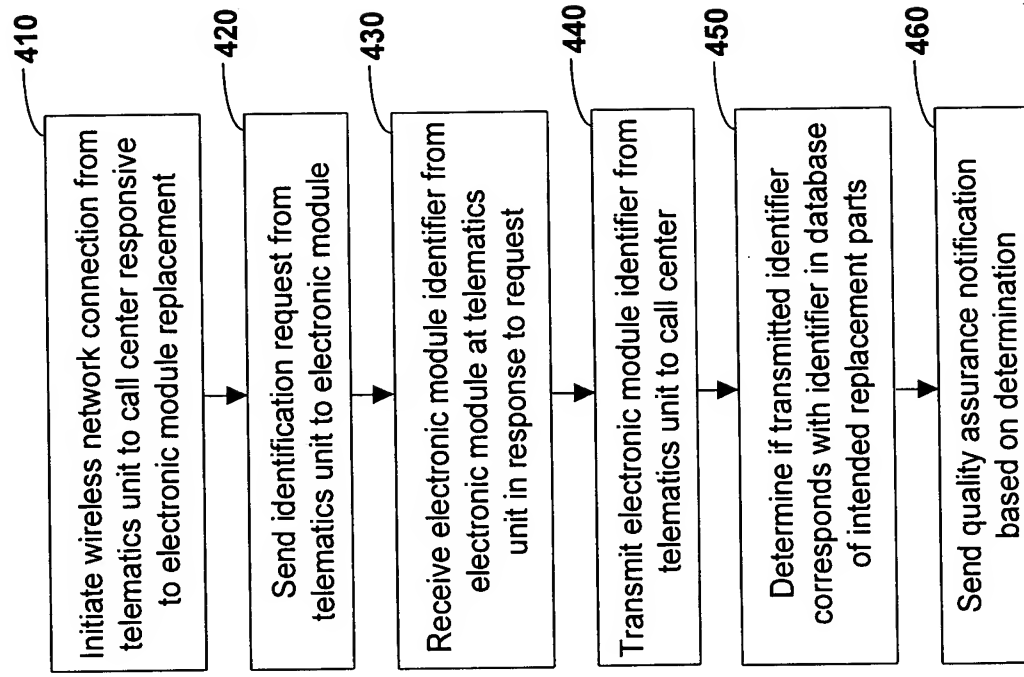 410
Initiate wireless network connection from
telematics unit to call center responsive
to electronic module replacement
420
Send identification request from
telematics unit to electronic module
430
Receive electronic module identifier from
electronic module at telematics
unit in response to request
440
Transmit electronic module identifier from
telematics unit to call center
450
Determine if transmitted identifier
corresponds with identifier in database
of intended replacement parts
460
Send quality assurance notification
based on determination